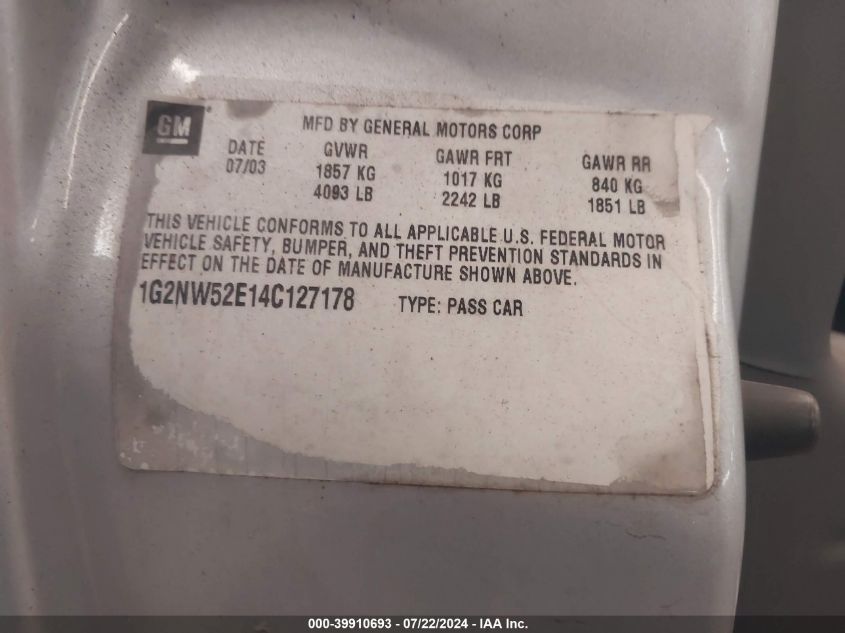 GM
MFD BY GENERAL MOTORS CORP
DATE GVWR GAWR FRT GAWR RR
07/03 1857 KG 1017 KG 840 KG
4093 LB 2242 LB 1851 LB
THIS VEHICLE CONFORMS TO ALL APPLICABLE U.S. FEDERAL MOTOR
VEHICLE SAFETY, BUMPER, AND THEFT PREVENTION STANDARDS IN
EFFECT ON THE DATE OF MANUFACTURE SHOWN ABOVE.
1G2NW52E14C127178 TYPE: PASS CAR
000-39910693 - 07/22/2024 - IAA Inc.